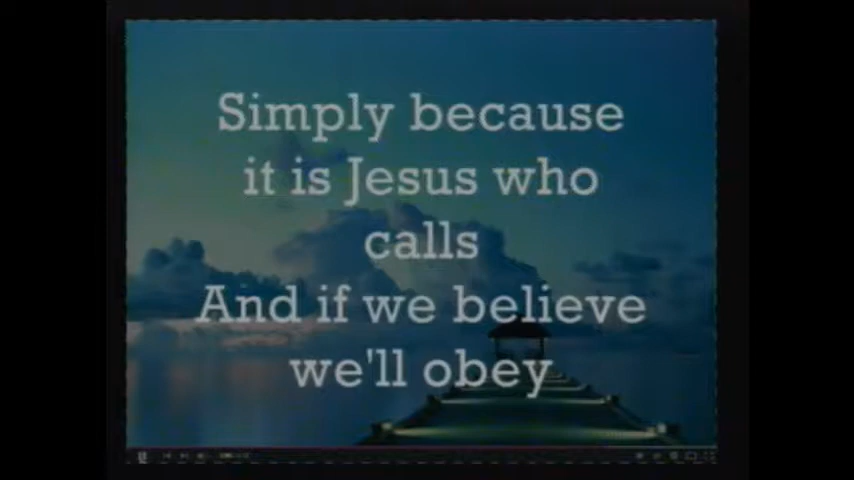 Simply because
it is Jesus who
calls
And if we believe
we'll obey